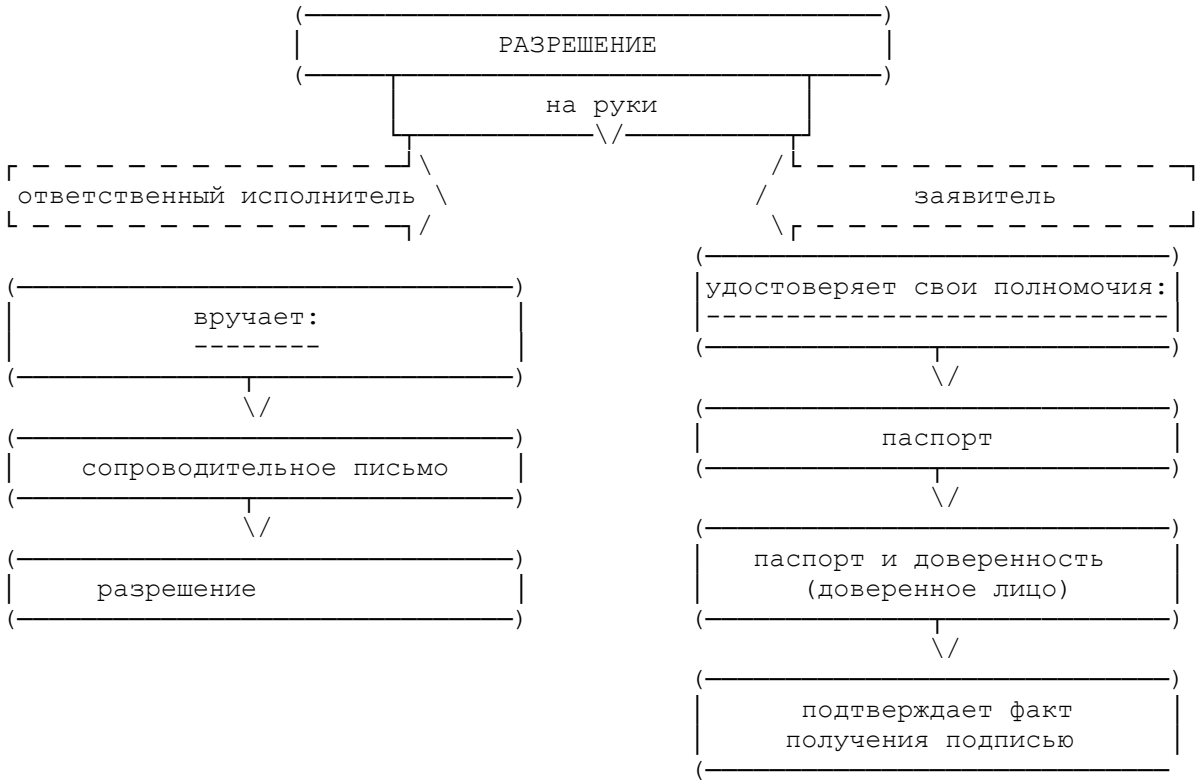 РАЗРЕШЕНИЕ
на руки
ответственный исполнитель
заявитель
вручает:
--------
сопроводительное письмо
разрешение
удостоверяет свои полномочия:
-----------------------------
паспорт
паспорт и доверенность
(доверенное лицо)
подтверждает факт
получения подписью